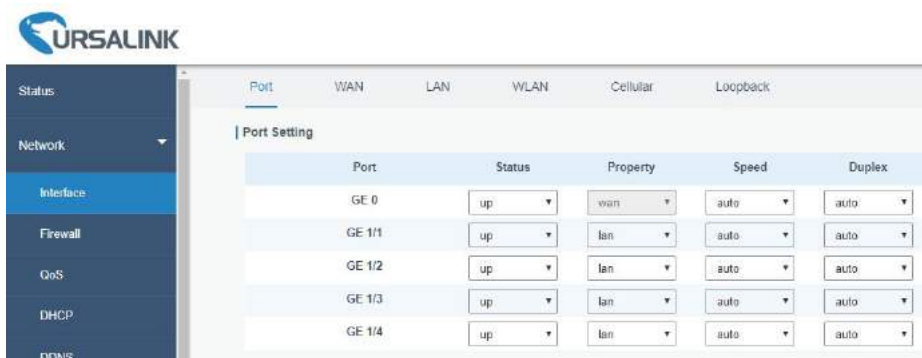 URSALINK
Status
Port WAN LAN WLAN Cellular Loopback
Network
Port Setting
Port Status Property Speed Duplex
Interface
GE 0 up wan auto auto
Firewall
GE 1/1 up lan auto auto
QoS
GE 1/2 up lan auto auto
DHCP
GE 1/3 up lan auto auto
DDNS
GE 1/4 up lan auto auto